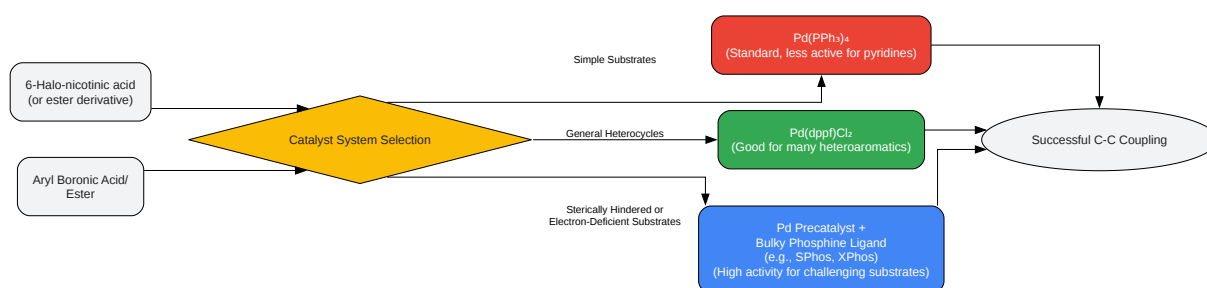 6-Halo-nicotinic acid
(or ester derivative)
Aryl Boronic Acid/
Ester
Catalyst System Selection
Simple Substrates
General Heterocycles
Sterically Hindered or
Electron-Deficient Substrates
Pd(PPh₃)₄
(Standard, less active for pyridines)
Pd(dppf)Cl₂
(Good for many heteroaromatics)
Pd Precatalyst +
Bulky Phosphine Ligand
(e.g., SPhos, XPhos)
(High activity for challenging substrates)
Successful C-C Coupling